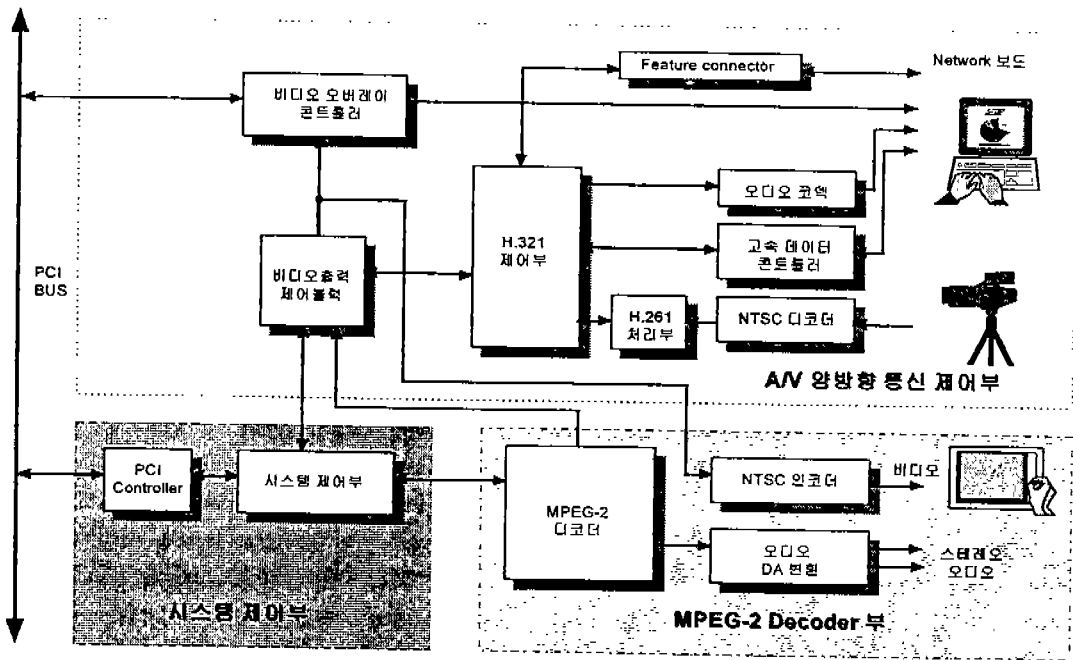 Feature connector
Network 보드
비디오 오버레이
콘트롤러
오디오 코덱
H.321
제어부
고속 데이터
콘트롤러
PCI
BUS
비디오출력
제어블럭
H.261
처리부
NTSC 디코더
A/V 양방향 통신 제어부
PCI
Controller
시스템 제어부
MPEG-2
디코더
NTSC 인코더
비디오
오디오
DA 변환
스테레오
오디오
시스템 제어부
MPEG-2 Decoder 부